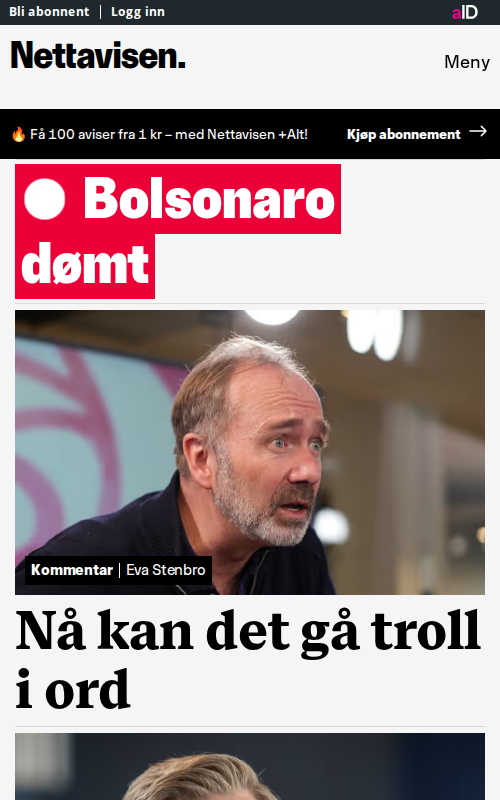 Bli abonnent | Logg inn
aID
Nettavisen.
Meny
🔥 Få 100 aviser fra 1 kr – med Nettavisen +Alt!
Kjøp abonnement →
Bolsonaro
dømt
Kommentar | Eva Stenbro
Nå kan det gå troll
i ord